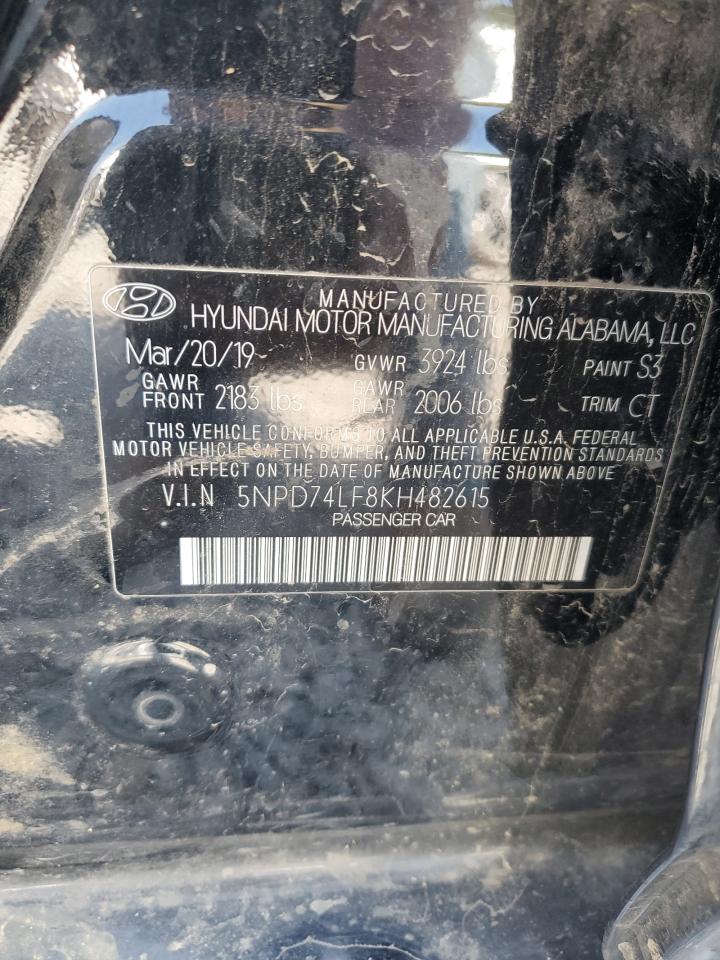 MANUFACTURED BY
HYUNDAI MOTOR MANUFACTURING ALABAMA, LLC
Mar/20/19 GVWR 3924 lbs PAINT S3
GAWR FRONT 2183 lbs GAWR REAR 2006 lbs TRIM CT
THIS VEHICLE CONFORMS TO ALL APPLICABLE U.S.A. FEDERAL
MOTOR VEHICLE SAFETY, BUMPER, AND THEFT PREVENTION STANDARDS
IN EFFECT ON THE DATE OF MANUFACTURE SHOWN ABOVE
V.I.N 5NPD74LF8KH482615
PASSENGER CAR